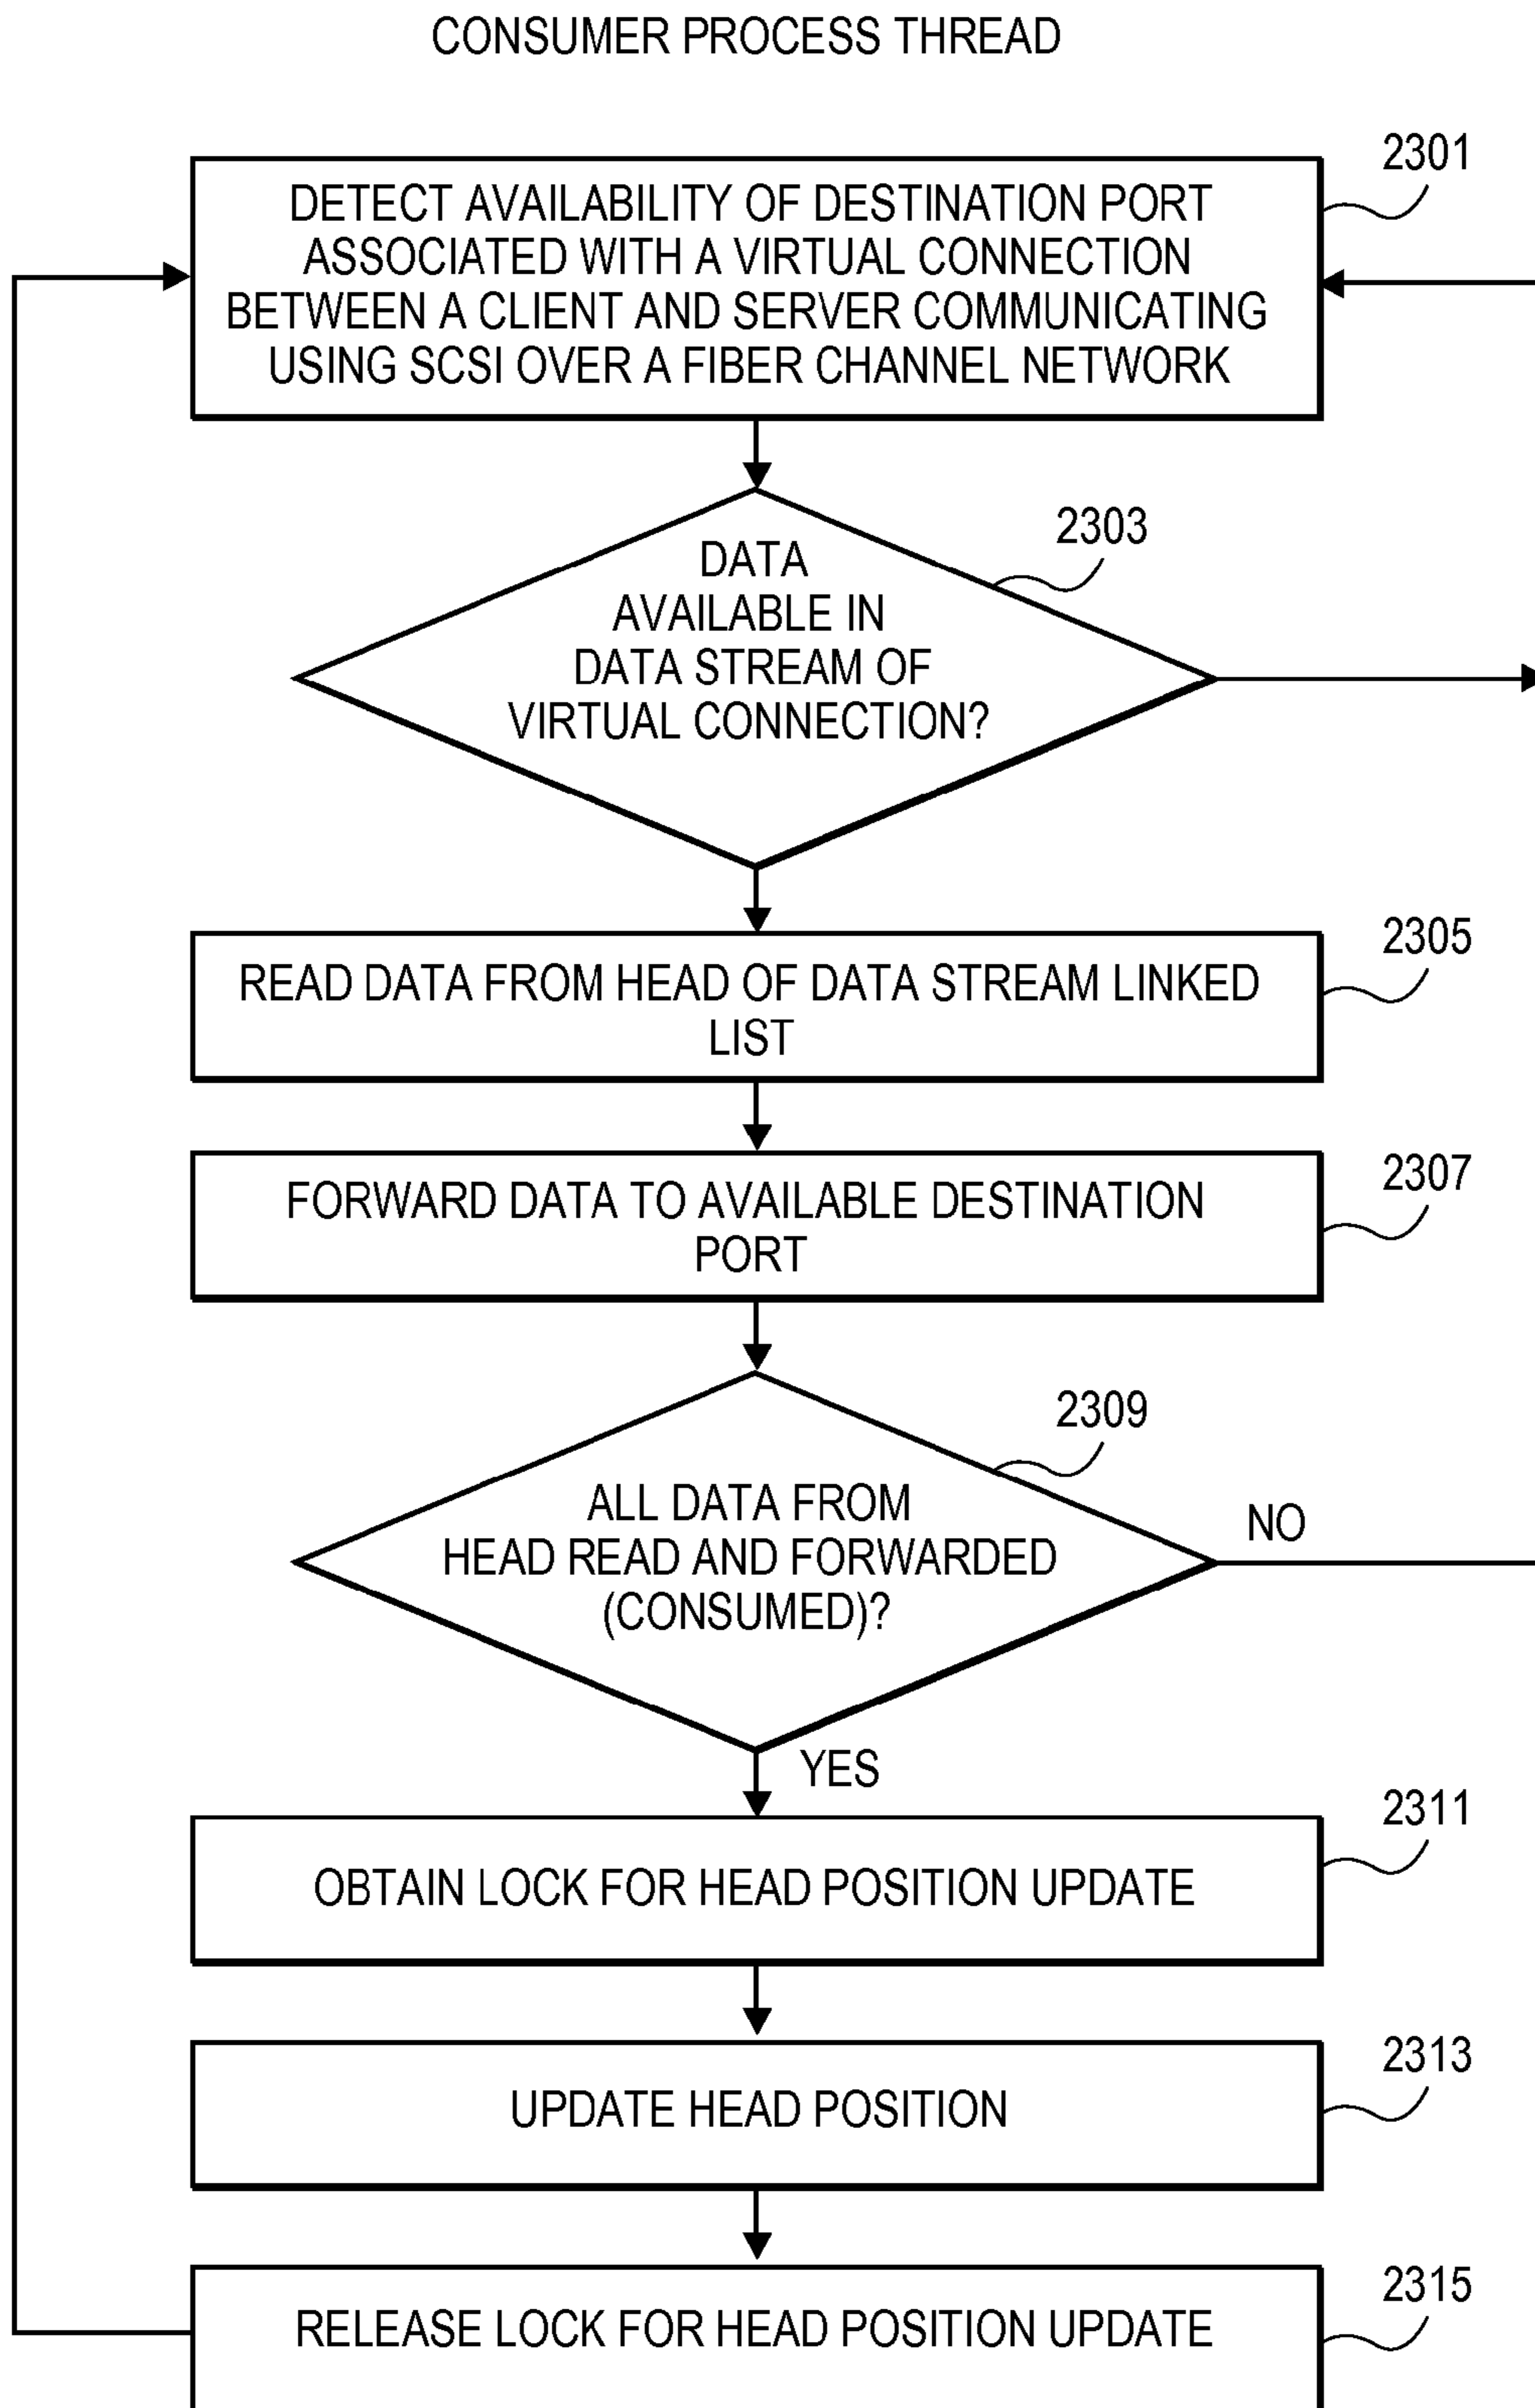 CONSUMER PROCESS THREAD
2301
DETECT AVAILABILITY OF DESTINATION PORT
ASSOCIATED WITH A VIRTUAL CONNECTION
BETWEEN A CLIENT AND SERVER COMMUNICATING
USING SCSI OVER A FIBER CHANNEL NETWORK
2303
DATA
AVAILABLE IN
DATA STREAM OF
VIRTUAL CONNECTION?
2305
READ DATA FROM HEAD OF DATA STREAM LINKED
LIST
2307
FORWARD DATA TO AVAILABLE DESTINATION
PORT
2309
ALL DATA FROM
HEAD READ AND FORWARDED
(CONSUMED)?
NO
YES
2311
OBTAIN LOCK FOR HEAD POSITION UPDATE
2313
UPDATE HEAD POSITION
2315
RELEASE LOCK FOR HEAD POSITION UPDATE